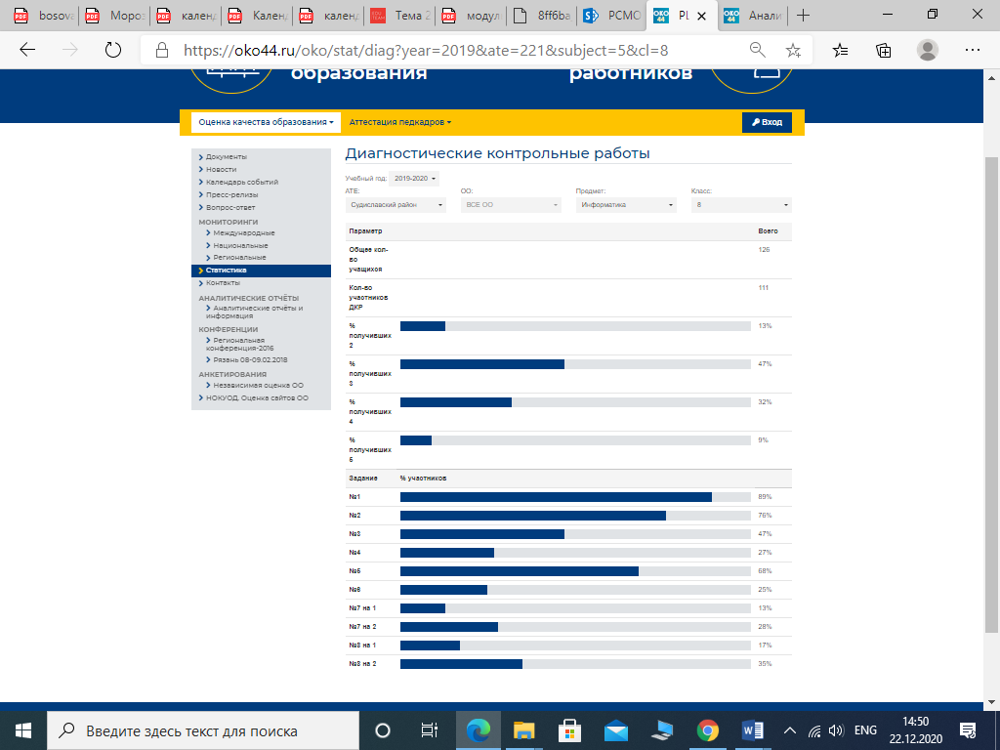 bosova
Мороз
календ
Календ
календ
Тема 2
модул
8ff6ba
РСМО
PL
Анали
https://oko44.ru/oko/stat/diag?year=2019&ate=221&subject=5&cl=8
образования
работников
Оценка качества образования
Аттестация педкадров
Вход
Документы
Новости
Календарь событий
Пресс-релизы
Вопрос-ответ
МОНИТОРИНГИ
Международные
Национальные
Региональные
Статистика
Контакты
АНАЛИТИЧЕСКИЕ ОТЧЁТЫ
Аналитические отчёты и
информация
КОНФЕРЕНЦИИ
Региональная
конференция-2016
Рязань 08-09.02.2018
АНКЕТИРОВАНИЯ
Независимая оценка ОО
НОКУОД. Оценка сайтов ОО
Диагностические контрольные работы
Учебный год: 2019-2020
АТЕ: ОО: Предмет: Класс:
Судиславский район ВСЕ ОО Информатика 8
Параметр Всего
Общее кол-
во
учащихся
126
Кол-во
участников
ДКР
111
%
получивших
2
13%
%
получивших
3
47%
%
получивших
4
32%
%
получивших
5
9%
Задание % участников
№1 89%
№2 76%
№3 47%
№4 27%
№5 68%
№6 25%
№7 на 1 13%
№7 на 2 28%
№8 на 1 17%
№8 на 2 35%
Введите здесь текст для поиска
ENG
14:50
22.12.2020